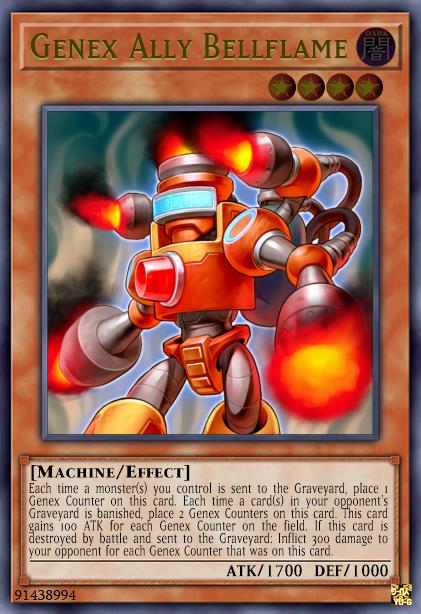 Genex Ally Bellflame
DARK
闇
[Machine/Effect]
Each time a monster(s) you control is sent to the Graveyard, place 1
Genex Counter on this card. Each time a card(s) in your opponent's
Graveyard is banished, place 2 Genex Counters on this card. This card
gains 100 ATK for each Genex Counter on the field. If this card is
destroyed by battle and sent to the Graveyard: Inflict 300 damage to
your opponent for each Genex Counter that was on this card.
ATK/1700 DEF/1000
91438994